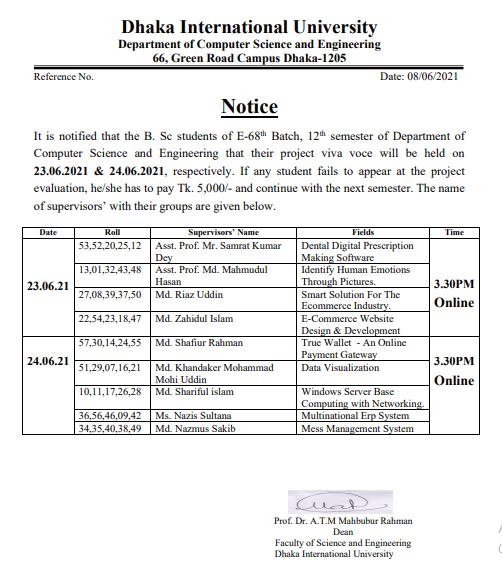 Dhaka International University
Department of Computer Science and Engineering
66, Green Road Campus Dhaka-1205
Reference No. Date: 08/06/2021
Notice
It is notified that the B. Sc students of E-68th Batch, 12th semester of Department of
Computer Science and Engineering that their project viva voce will be held on
23.06.2021 & 24.06.2021, respectively. If any student fails to appear at the project
evaluation, he/she has to pay Tk. 5,000/- and continue with the next semester. The name
of supervisors' with their groups are given below.
Date Roll Supervisors' Name Fields Time
23.06.21
53,52,20,25,12 Asst. Prof. Mr. Samrat Kumar Dental Digital Prescription
Dey Making Software
13,01,32,43,48 Asst. Prof. Md. Mahmudul Identify Human Emotions
Hasan Through Pictures.
27,08,39,37,50 Md. Riaz Uddin Smart Solution For The
Ecommerce Industry.
22,54,23,18,47 Md. Zahidul Islam E-Commerce Website
Design & Development
3.30PM
Online
24.06.21
57,30,14,24,55 Md. Shafiur Rahman True Wallet - An Online
Payment Gateway
51,29,07,16,21 Md. Khandaker Mohammad Data Visualization
Mohi Uddin
10,11,17,26,28 Md. Shariful islam Windows Server Base
Computing with Networking.
36,56,46,09,42 Ms. Nazis Sultana Multinational Erp System
34,35,40,38,49 Md. Nazmus Sakib Mess Management System
3.30PM
Online
Prof. Dr. A.T.M Mahbubur Rahman
Dean
Faculty of Science and Engineering
Dhaka International University